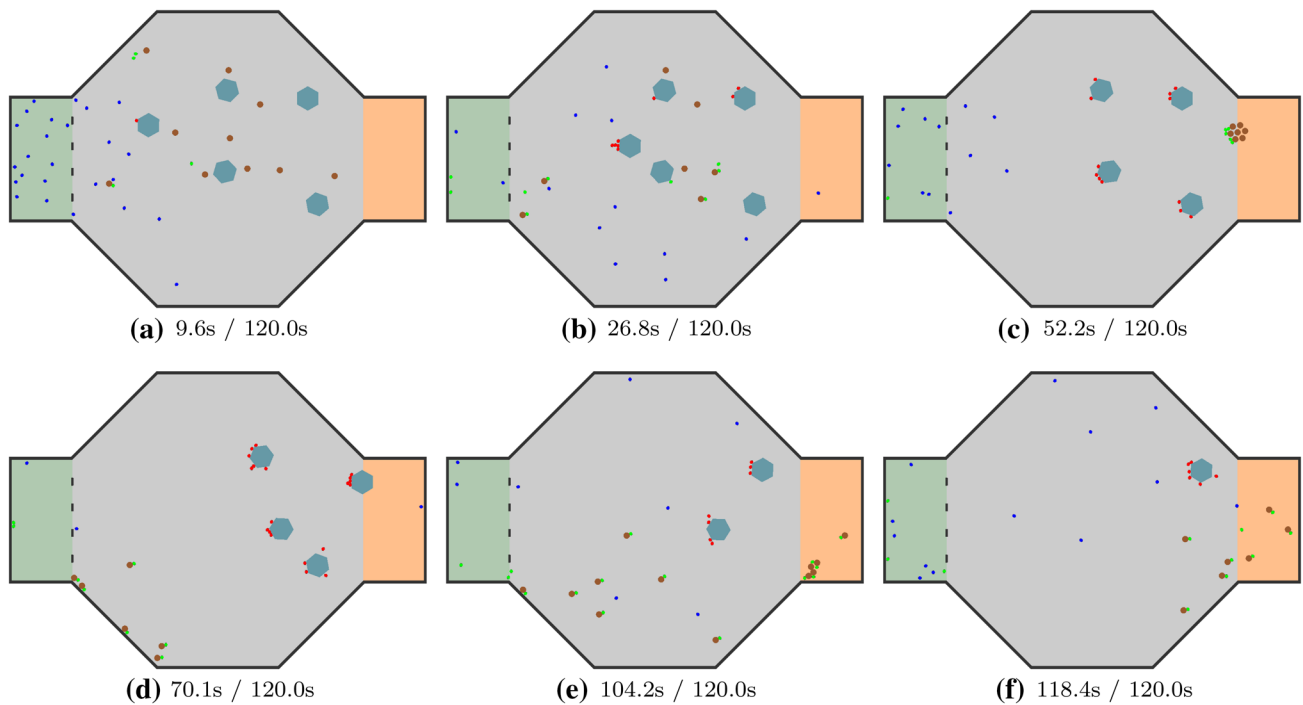 (a) 9.6s / 120.0s
(b) 26.8s / 120.0s
(c) 52.2s / 120.0s
(d) 70.1s / 120.0s
(e) 104.2s / 120.0s
(f) 118.4s / 120.0s